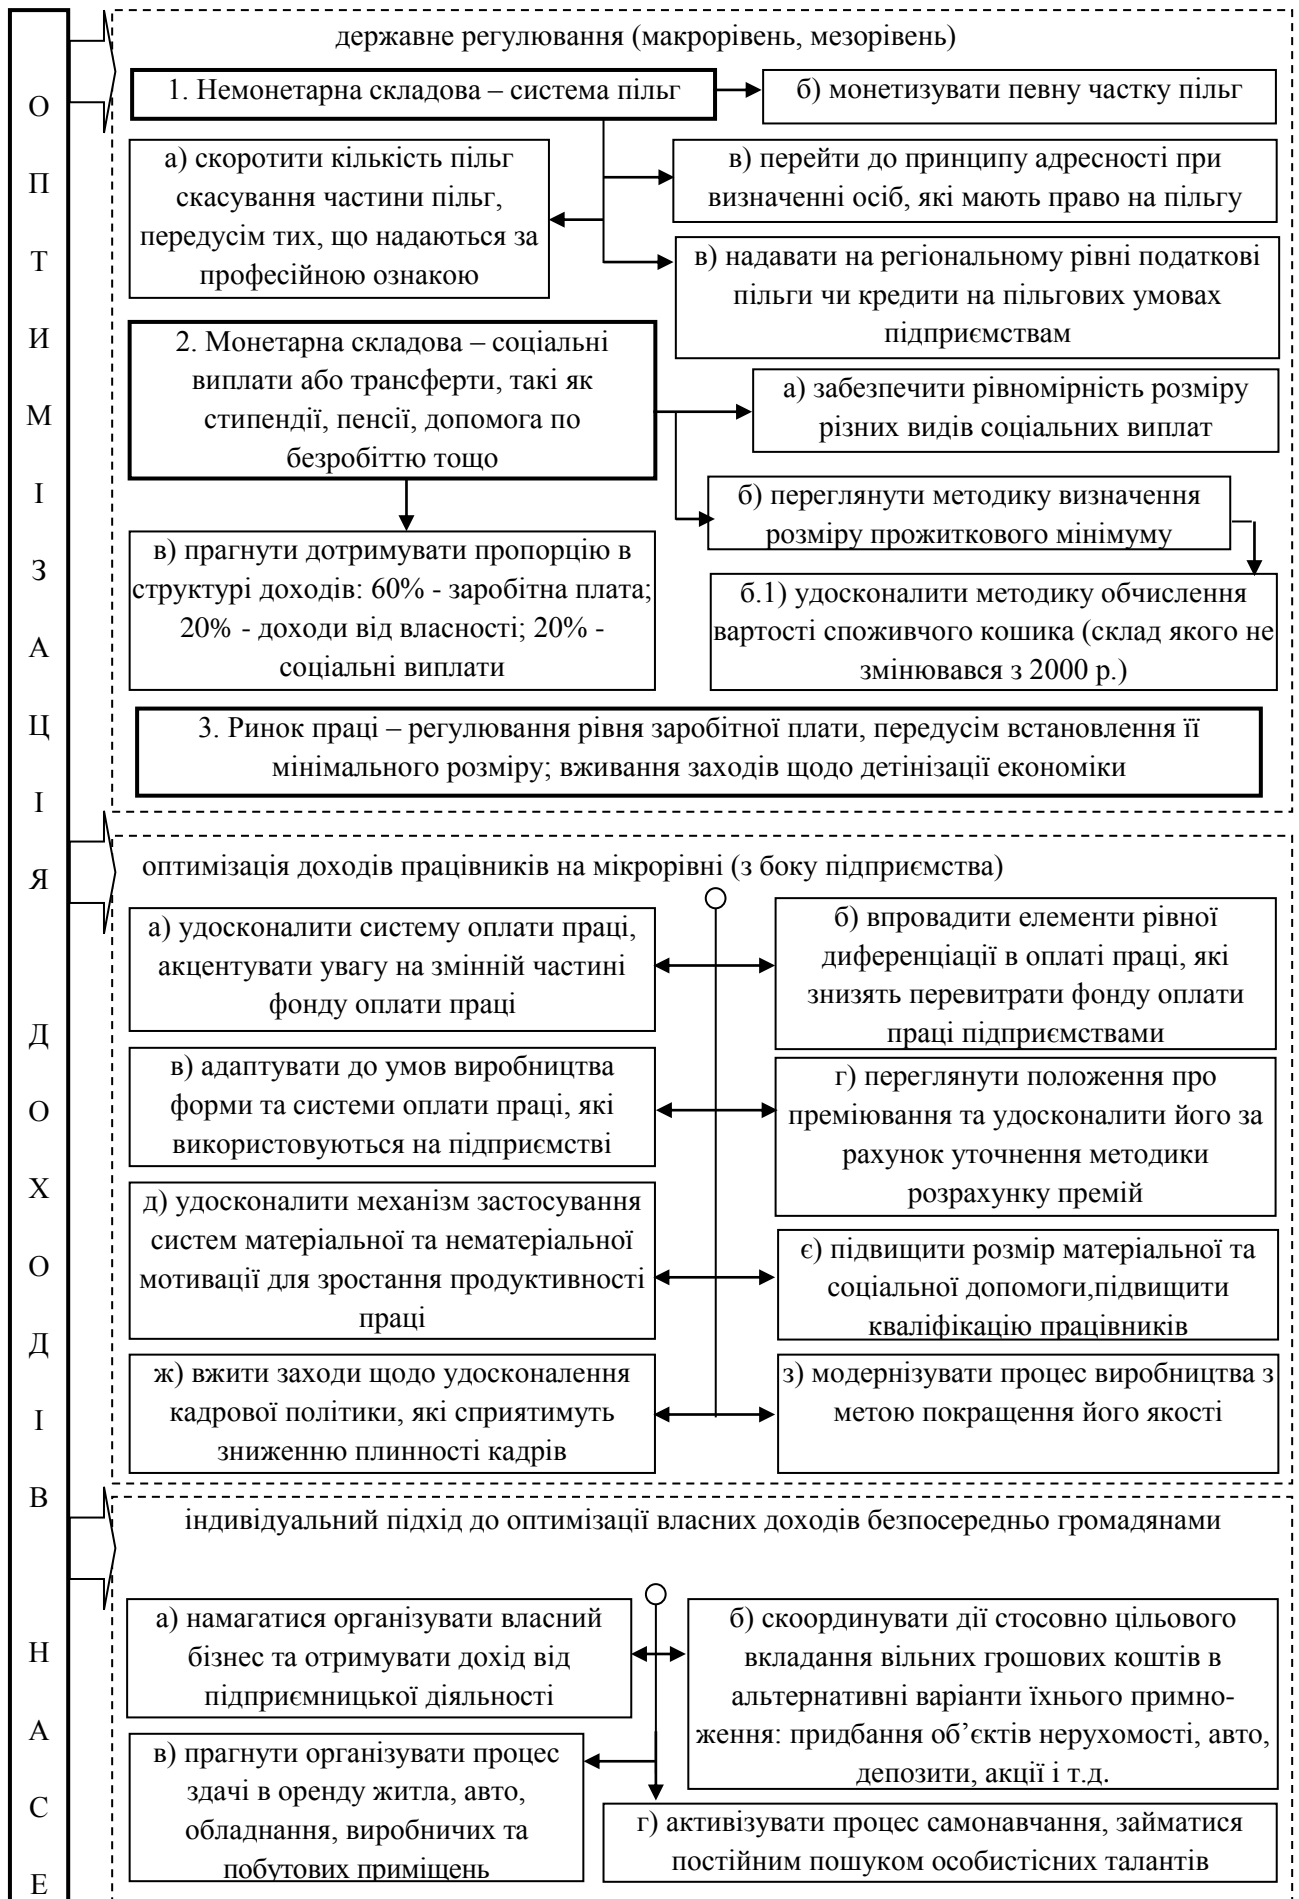 О
П
Т
И
М
І
З
А
Ц
І
Я
Д
О
Х
О
Д
І
В
Н
А
С
Е
державне регулювання (макрорівень, мезорівень)
1. Немонетарна складова – система пільг
б) монетизувати певну частку пільг
а) скоротити кількість пільг
скасування частини пільг,
передусім тих, що надаються за
професійною ознакою
в) перейти до принципу адресності при
визначенні осіб, які мають право на пільгу
в) надавати на регіональному рівні податкові
пільги чи кредити на пільгових умовах
підприємствам
2. Монетарна складова – соціальні
виплати або трансферти, такі як
стипендії, пенсії, допомога по
безробіттю тощо
а) забезпечити рівномірність розміру
різних видів соціальних виплат
б) переглянути методику визначення
розміру прожиткового мінімуму
в) прагнути дотримувати пропорцію в
структурі доходів: 60% - заробітна плата;
20% - доходи від власності; 20% -
соціальні виплати
б.1) удосконалити методику обчислення
вартості споживчого кошика (склад якого не
змінювався з 2000 р.)
3. Ринок праці – регулювання рівня заробітної плати, передусім встановлення її
мінімального розміру; вживання заходів щодо детінізації економіки
оптимізація доходів працівників на мікрорівні (з боку підприємства)
а) удосконалити систему оплати праці,
акцентувати увагу на змінній частині
фонду оплати праці
б) впровадити елементи рівної
диференціації в оплаті праці, які
знизять перевитрати фонду оплати
праці підприємствами
в) адаптувати до умов виробництва
форми та системи оплати праці, які
використовуються на підприємстві
г) переглянути положення про
преміювання та удосконалити його за
рахунок уточнення методики
розрахунку премій
д) удосконалити механізм застосування
систем матеріальної та нематеріальної
мотивації для зростання продуктивності
праці
є) підвищити розмір матеріальної та
соціальної допомоги,підвищити
кваліфікацію працівників
ж) вжити заходи щодо удосконалення
кадрової політики, які сприятимуть
зниженню плинності кадрів
з) модернізувати процес виробництва з
метою покращення його якості
індивідуальний підхід до оптимізації власних доходів безпосередньо громадянами
а) намагатися організувати власний
бізнес та отримувати дохід від
підприємницької діяльності
б) скоординувати дії стосовно цільового
вкладання вільних грошових коштів в
альтернативні варіанти їхнього примно-
ження: придбання об’єктів нерухомості, авто,
депозити, акції і т.д.
в) прагнути організувати процес
здачі в оренду житла, авто,
обладнання, виробничих та
побутових приміщень
г) активізувати процес самонавчання, займатися
постійним пошуком особистісних талантів